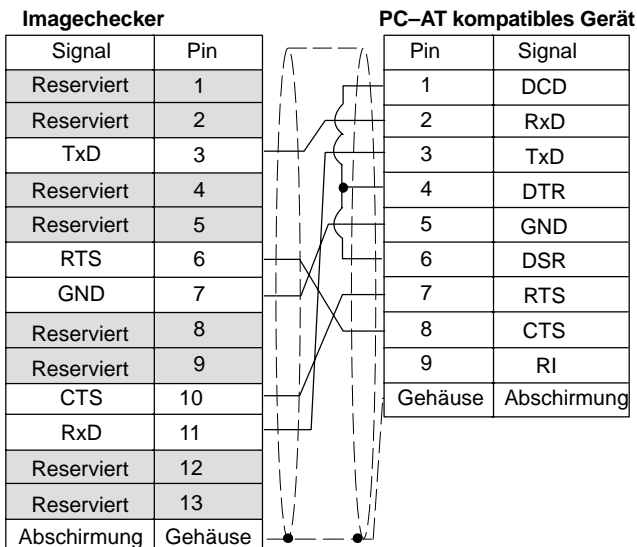 Imagechecker
Signal Pin
Reserviert 1
Reserviert 2
TxD 3
Reserviert 4
Reserviert 5
RTS 6
GND 7
Reserviert 8
Reserviert 9
CTS 10
RxD 11
Reserviert 12
Reserviert 13
Abschirmung Gehäuse
PC–AT kompatibles Gerät
Pin Signal
1 DCD
2 RxD
3 TxD
4 DTR
5 GND
6 DSR
7 RTS
8 CTS
9 RI
Gehäuse Abschirmung